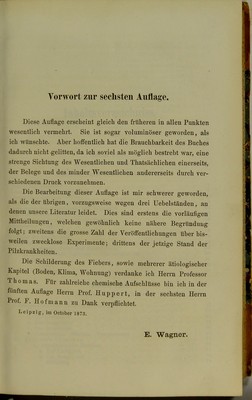 Vorwort zur sechsten Auflage.
Diese Auflage erscheint gleich den früheren in allen Punkten
wesentlich vermehrt. Sie ist sogar voluminöser geworden, als
ich wünschte. Aber hoffentlich hat die Brauchbarkeit des Buches
dadurch nicht gelitten, da ich soviel als möglich bestrebt war, eine
strenge Sichtung des Wesentlichen und Thatsächlichen einerseits,
der Belege und des minder Wesentlichen andererseits durch ver-
schiedenen Druck vorzunehmen.
Die Bearbeitung dieser Auflage ist mir schwerer geworden,
als die der übrigen, vorzugsweise wegen drei Uebelständen, an
denen unsere Literatur leidet. Dies sind erstens die vorläufigen
Mittheilungen, welchen gewöhnlich keine nähere Begründung
folgt; zweitens die grosse Zahl der Veröffentlichungen über bis-
weilen zwecklose Experimente; drittens der jetzige Stand der
Pilzkrankheiten.
Die Schilderung des Fiebers, sowie mehrerer ätiologischer
Kapitel (Boden, Klima, Wohnung) verdanke ich Herrn Professor
Thomas. Für zahlreiche chemische Aufschlüsse bin ich in der
fünften Auflage Herrn Prof. Huppert, in der sechsten Herrn
Prof. F. Hofmann zu Dank verpflichtet.
Leipzig, im October 1873.
E. Wagner.